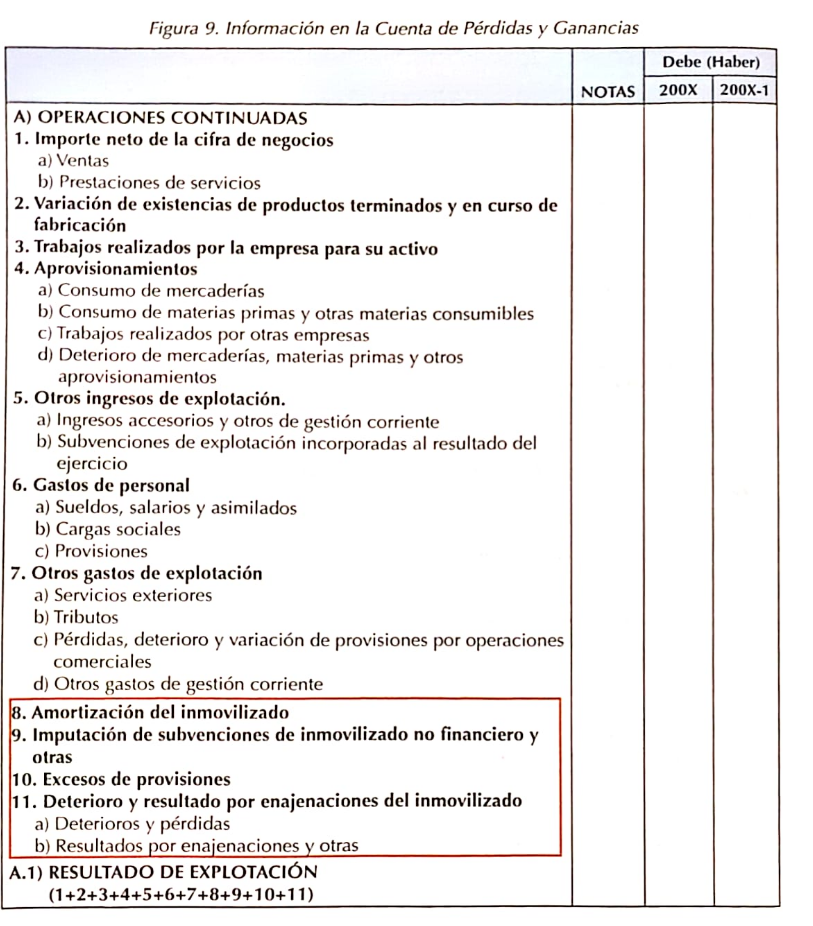 Figura 9. Información en la Cuenta de Pérdidas y Ganancias
Debe (Haber)
NOTAS 200X 200X-1
A) OPERACIONES CONTINUADAS
1. Importe neto de la cifra de negocios
a) Ventas
b) Prestaciones de servicios
2. Variación de existencias de productos terminados y en curso de
fabricación
3. Trabajos realizados por la empresa para su activo
4. Aprovisionamientos
a) Consumo de mercaderías
b) Consumo de materias primas y otras materias consumibles
c) Trabajos realizados por otras empresas
d) Deterioro de mercaderías, materias primas y otros
aprovisionamientos
5. Otros ingresos de explotación.
a) Ingresos accesorios y otros de gestión corriente
b) Subvenciones de explotación incorporadas al resultado del
ejercicio
6. Gastos de personal
a) Sueldos, salarios y asimilados
b) Cargas sociales
c) Provisiones
7. Otros gastos de explotación
a) Servicios exteriores
b) Tributos
c) Pérdidas, deterioro y variación de provisiones por operaciones
comerciales
d) Otros gastos de gestión corriente
8. Amortización del inmovilizado
9. Imputación de subvenciones de inmovilizado no financiero y
otras
10. Excesos de provisiones
11. Deterioro y resultado por enajenaciones del inmovilizado
a) Deterioros y pérdidas
b) Resultados por enajenaciones y otras
A.1) RESULTADO DE EXPLOTACIÓN
(1+2+3+4+5+6+7+8+9+10+11)